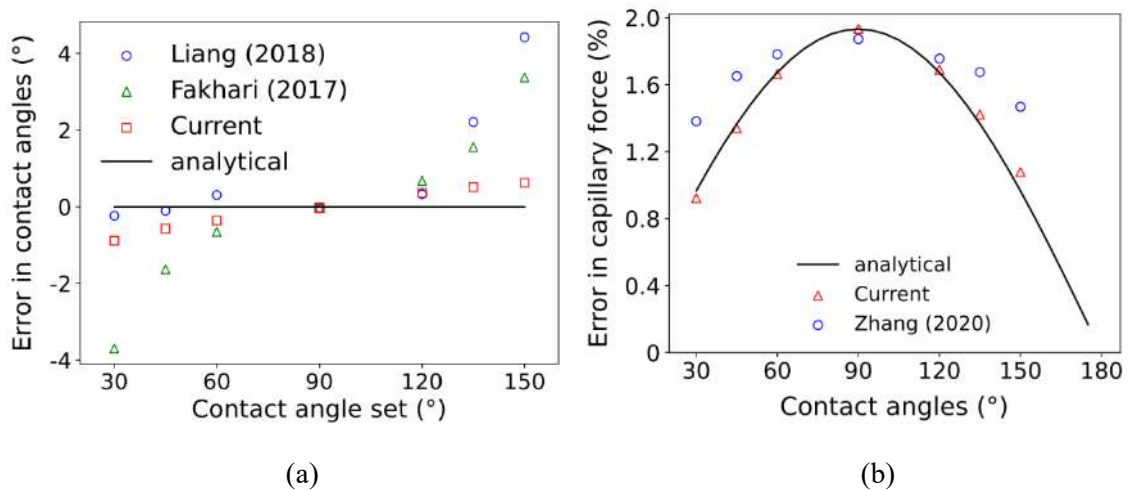 Error in contact angles (°)
4
2
0
-2
-4
Liang (2018)
Fakhari (2017)
Current
analytical
30
60
90
120
150
Contact angle set (°)
(a)
Error in capillary force (%)
2.0
1.6
1.2
0.8
0.4
0
analytical
Current
Zhang (2020)
30
60
90
120
150
180
Contact angles (°)
(b)